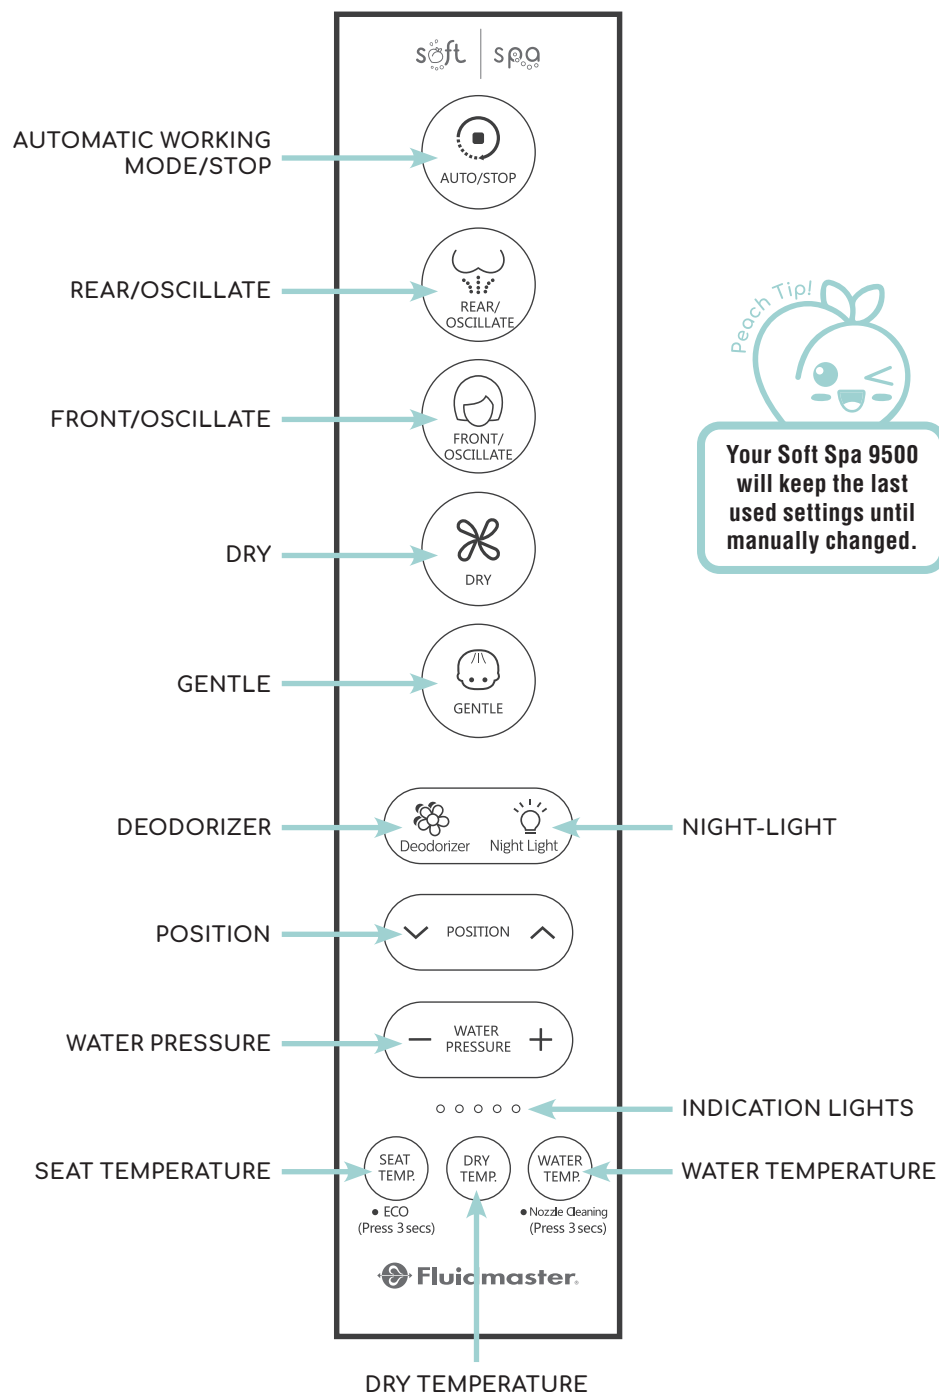 soft | spa
AUTOMATIC WORKING
MODE/STOP
AUTO/STOP
REAR/OSCILLATE
REAR/
OSCILLATE
Peach Tip!
Your Soft Spa 9500
will keep the last
used settings until
manually changed.
FRONT/OSCILLATE
FRONT/
OSCILLATE
DRY
DRY
GENTLE
GENTLE
DEODORIZER
Deodorizer
Night Light
NIGHT-LIGHT
POSITION
POSITION
WATER PRESSURE
WATER
PRESSURE
INDICATION LIGHTS
SEAT TEMPERATURE
SEAT
TEMP.
DRY
TEMP.
WATER
TEMP.
WATER TEMPERATURE
• ECO
(Press 3 secs)
• Nozzle Cleaning
(Press 3 secs)
Fluidmaster.
DRY TEMPERATURE